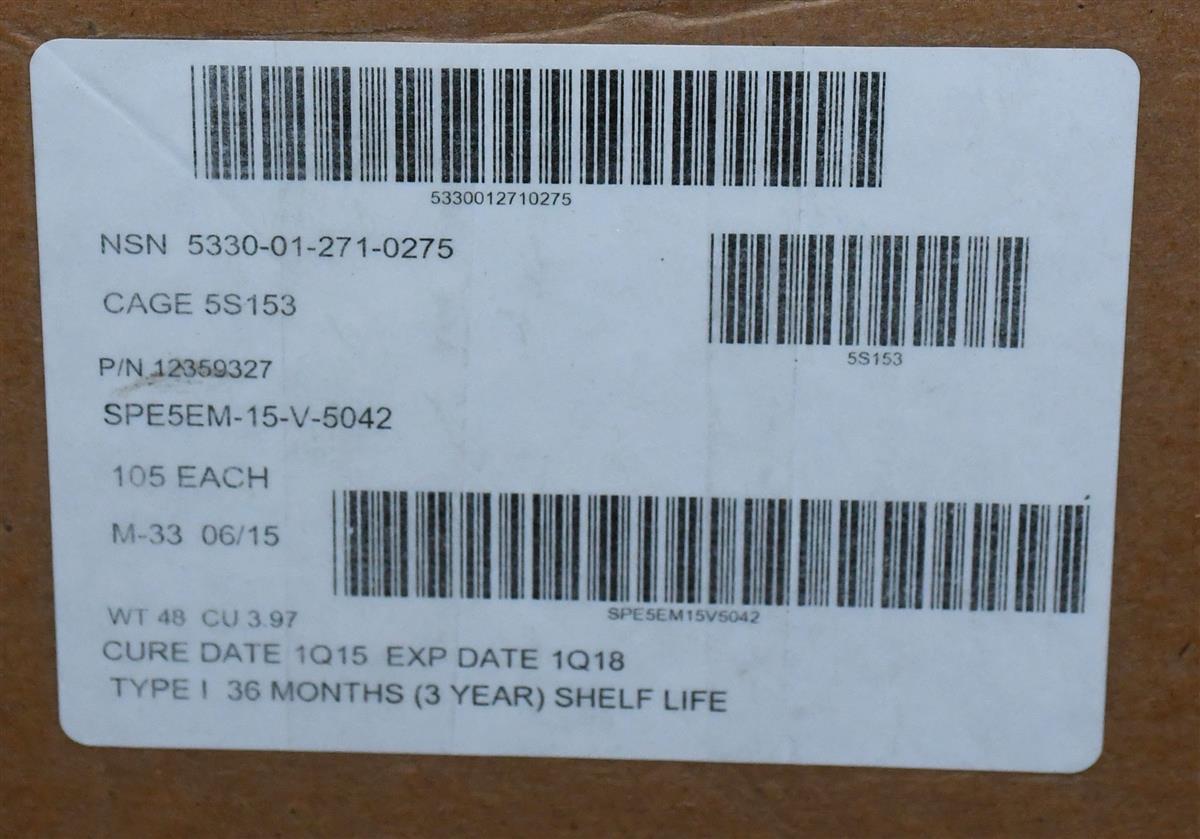 5330012710275
NSN 5330-01-271-0275
CAGE 5S153
5S153
P/N 12359327
SPE5EM-15-V-5042
105 EACH
M-33 06/15
SPE5EM15V5042
WT 48 CU 3.97
CURE DATE 1Q15 EXP DATE 1Q18
TYPE I 36 MONTHS (3 YEAR) SHELF LIFE